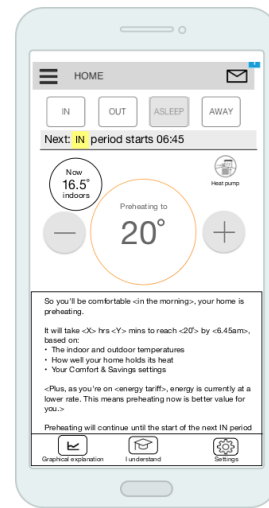 HOME
IN OUT ASLEEP AWAY
Next: IN period starts 06:45
Now
16.5°
indoors
Heat pump
Preheating to
20°
So you'll be comfortable <in the morning>, your home is
preheating.
It will take <X> hrs <Y> mins to reach <20°> by <6.45am>,
based on:
• The indoor and outdoor temperatures
• How well your home holds its heat
• Your Comfort & Savings settings
<Plus, as you're on <energy tariff>, energy is currently at a
lower rate. This means preheating now is better value for
you.>
Preheating will continue until the start of the next IN period
Graphical explanation I understand Settings